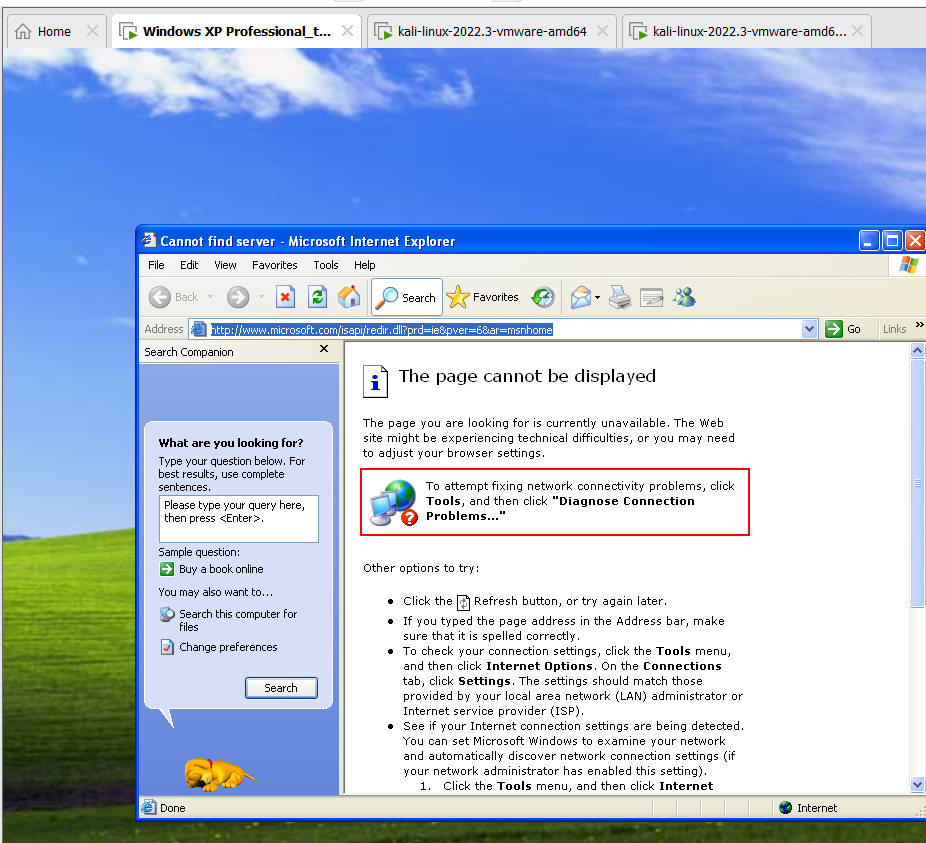 Home
Windows XP Professional_t...
kali-linux-2022.3-vmware-amd64
kali-linux-2022.3-vmware-amd6...
Cannot find server - Microsoft Internet Explorer
File Edit View Favorites Tools Help
Back Search Favorites
Address http://www.microsoft.com/isapi/redir.dll?prd=ie&pver=6&ar=msnhome Go Links »
Search Companion
What are you looking for?
Type your question below. For
best results, use complete
sentences.
Please type your query here,
then press <Enter>.
Sample question:
Buy a book online
You may also want to...
Search this computer for
files
Change preferences
Search
The page cannot be displayed
The page you are looking for is currently unavailable. The Web
site might be experiencing technical difficulties, or you may need
to adjust your browser settings.
To attempt fixing network connectivity problems, click
Tools, and then click "Diagnose Connection
Problems..."
Other options to try:
• Click the Refresh button, or try again later.
• If you typed the page address in the Address bar, make
sure that it is spelled correctly.
• To check your connection settings, click the Tools menu,
and then click Internet Options. On the Connections
tab, click Settings. The settings should match those
provided by your local area network (LAN) administrator or
Internet service provider (ISP).
• See if your Internet connection settings are being detected.
You can set Microsoft Windows to examine your network
and automatically discover network connection settings (if
your network administrator has enabled this setting).
1. Click the Tools menu, and then click Internet
Done
Internet